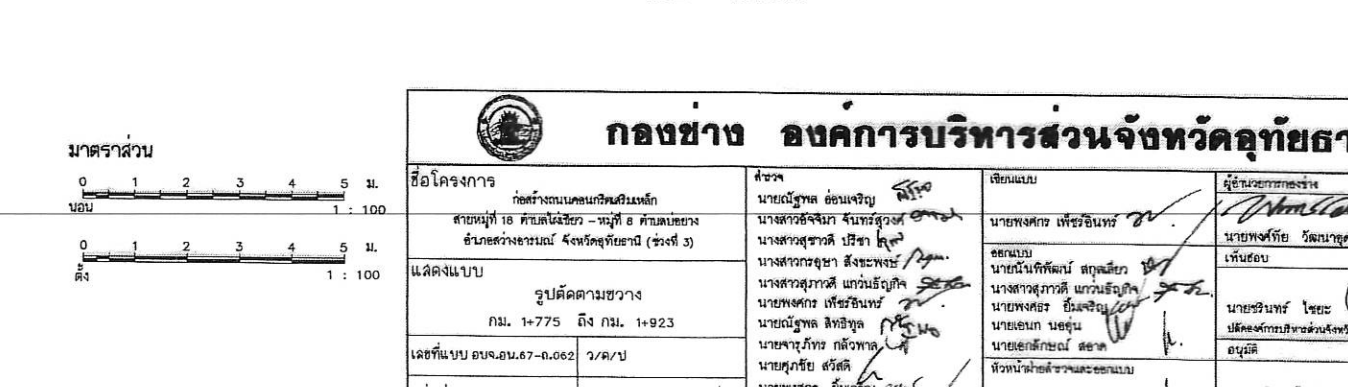 กองช่าง องค์การบริหารส่วนจังหวัดอุทัยธา
มาตราส่วน
0 1 2 3 4 5 ม.
นอน 1 : 100
0 1 2 3 4 5 ม.
ตั้ง 1 : 100
ชื่อโครงการ
ก่อสร้างถนนคอนกรีตเสริมเหล็ก
สายหมู่ที่ 18 ตำบลไผ่เขียว - หมู่ที่ 8 ตำบลบ่อยาง
อำเภอสว่างอารมณ์ จังหวัดอุทัยธานี (ช่วงที่ 3)
แสดงแบบ
รูปตัดตามขวาง
กม. 1+775 ถึง กม. 1+923
เลขที่แบบ อบจ.อน.67-ถ.062 ว/ด/ป
สำรวจ
นายณัฐพล อ่อนเจริญ
นางสาวอัจจิมา จันทร์สุวงศ์
นางสาวสุชาวดี ปรีชา
นางสาวกรอุษา สังขะพงษ์
นางสาวสุภาวดี แก่วนธัญกิจ
นายพงศกร เพ็ชรอินทร์
นายณัฐพล สิทธิทูล
นายจารุภัทร กลัวพาล
นายศุภชัย สวัสดี
เขียนแบบ
นายพงศกร เพ็ชรอินทร์
ออกแบบ
นายนันพิพัฒน์ สกุลเลียว
นางสาวสุภาวดี แก่วนธัญกิจ
นายพงศธร ยิ้มเจริญ
นายเอนก นออุ่น
นายเอกลักษณ์ สอาด
หัวหน้าฝ่ายสำรวจและออกแบบ
ผู้อำนวยการกองช่าง
นายพงค์ทัย วัฒนาอุด
เห็นชอบ
นายชรินทร์ ไชยะ
ปลัดองค์การบริหารส่วนจังหวั
อนุมัติ